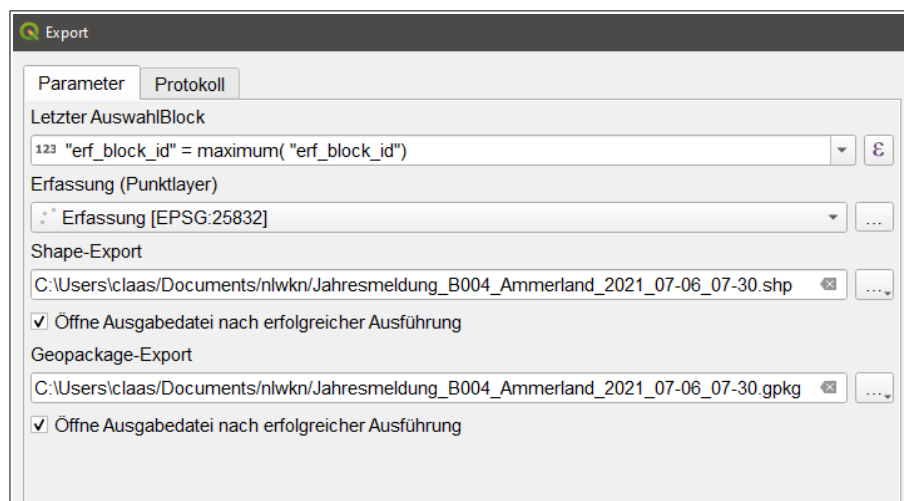 Export
Parameter Protokoll
Letzter AuswahlBlock
123 "erf_block_id" = maximum( "erf_block_id") ε
Erfassung (Punktlayer)
Erfassung [EPSG:25832] ...
Shape-Export
C:\Users\claas/Documents/nlwkn/Jahresmeldung_B004_Ammerland_2021_07-06_07-30.shp ...
Öffne Ausgabedatei nach erfolgreicher Ausführung
Geopackage-Export
C:\Users\claas/Documents/nlwkn/Jahresmeldung_B004_Ammerland_2021_07-06_07-30.gpkg ...
Öffne Ausgabedatei nach erfolgreicher Ausführung